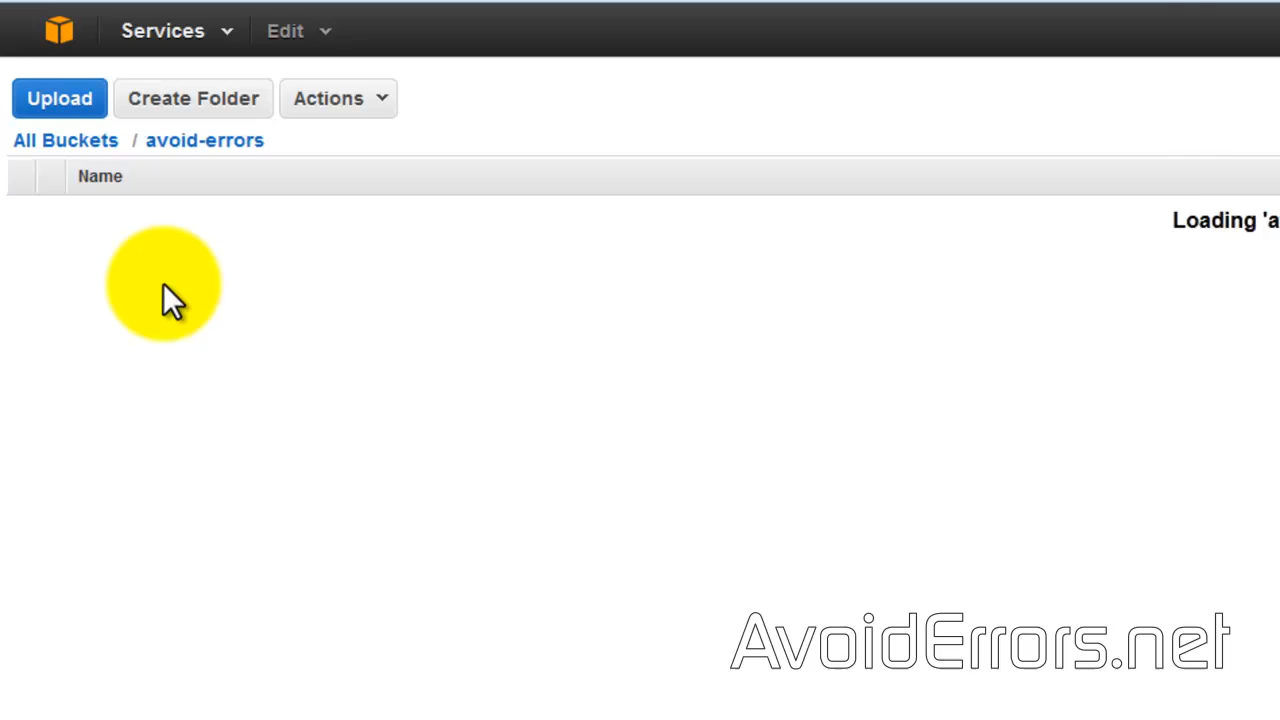 Services Edit
Upload Create Folder Actions
All Buckets / avoid-errors
Name
Loading 'a
AvoidErrors.net